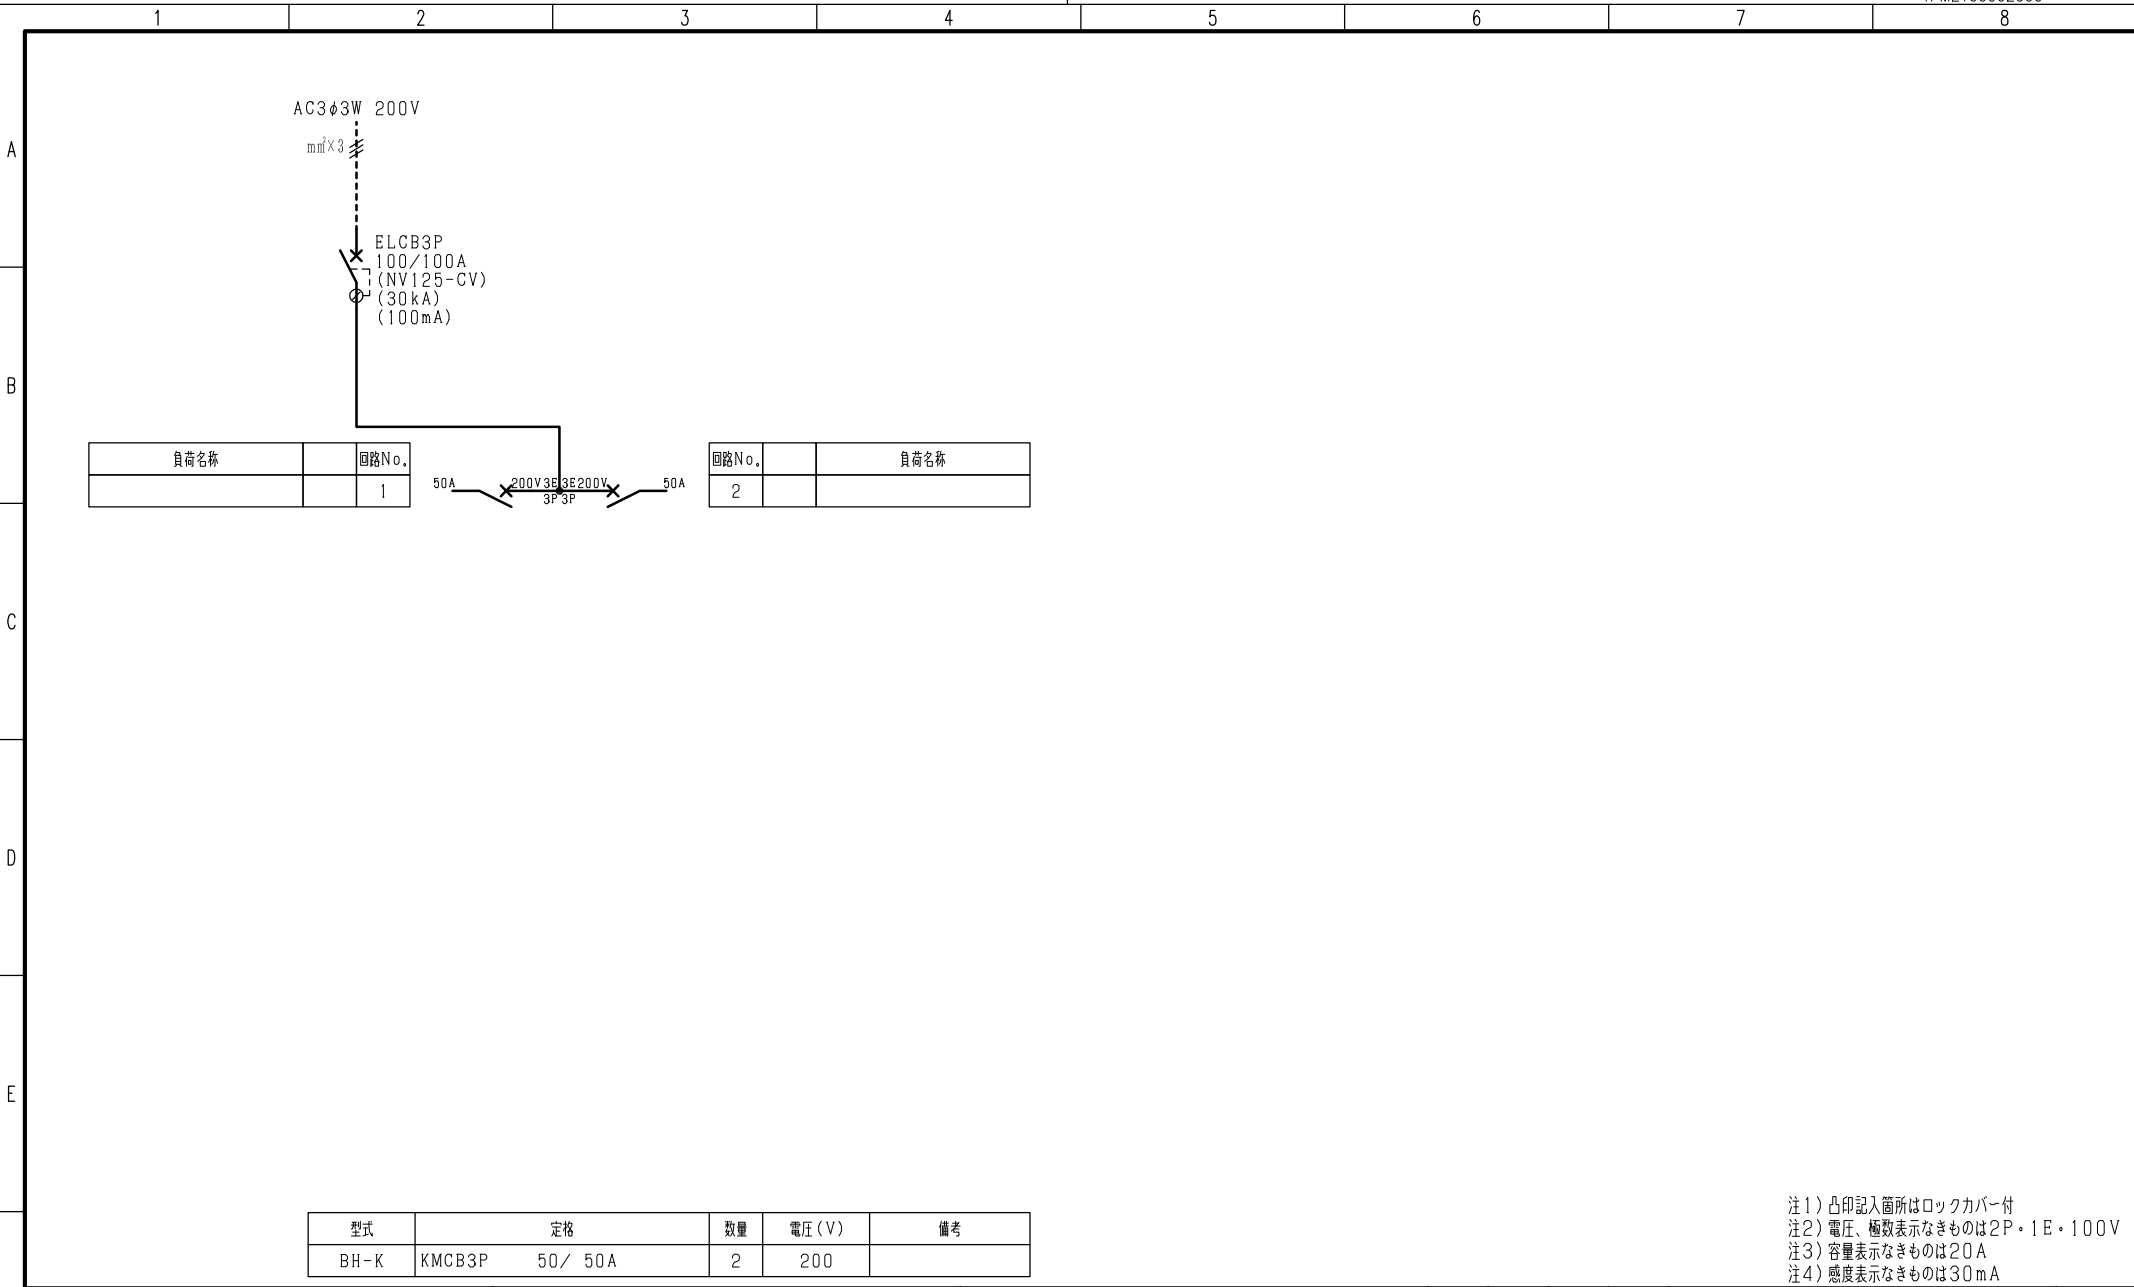 1 2 3 4 5 6 7 8
A
B
C
D
E
AC3φ3W 200V
mm²×3
ELCB3P
100/100A
(NV125-CV)
(30kA)
(100mA)
負荷名称 回路No.
1
50A 200V 3E 3E 200V 50A
3P 3P
回路No. 負荷名称
2
型式 定格 数量 電圧(V) 備考
BH-K KMCB3P 50/ 50A 2 200
注1)凸印記入箇所はロックカバー付
注2)電圧、極数表示なきものは2P・1E・100V
注3)容量表示なきものは20A
注4)感度表示なきものは30mA